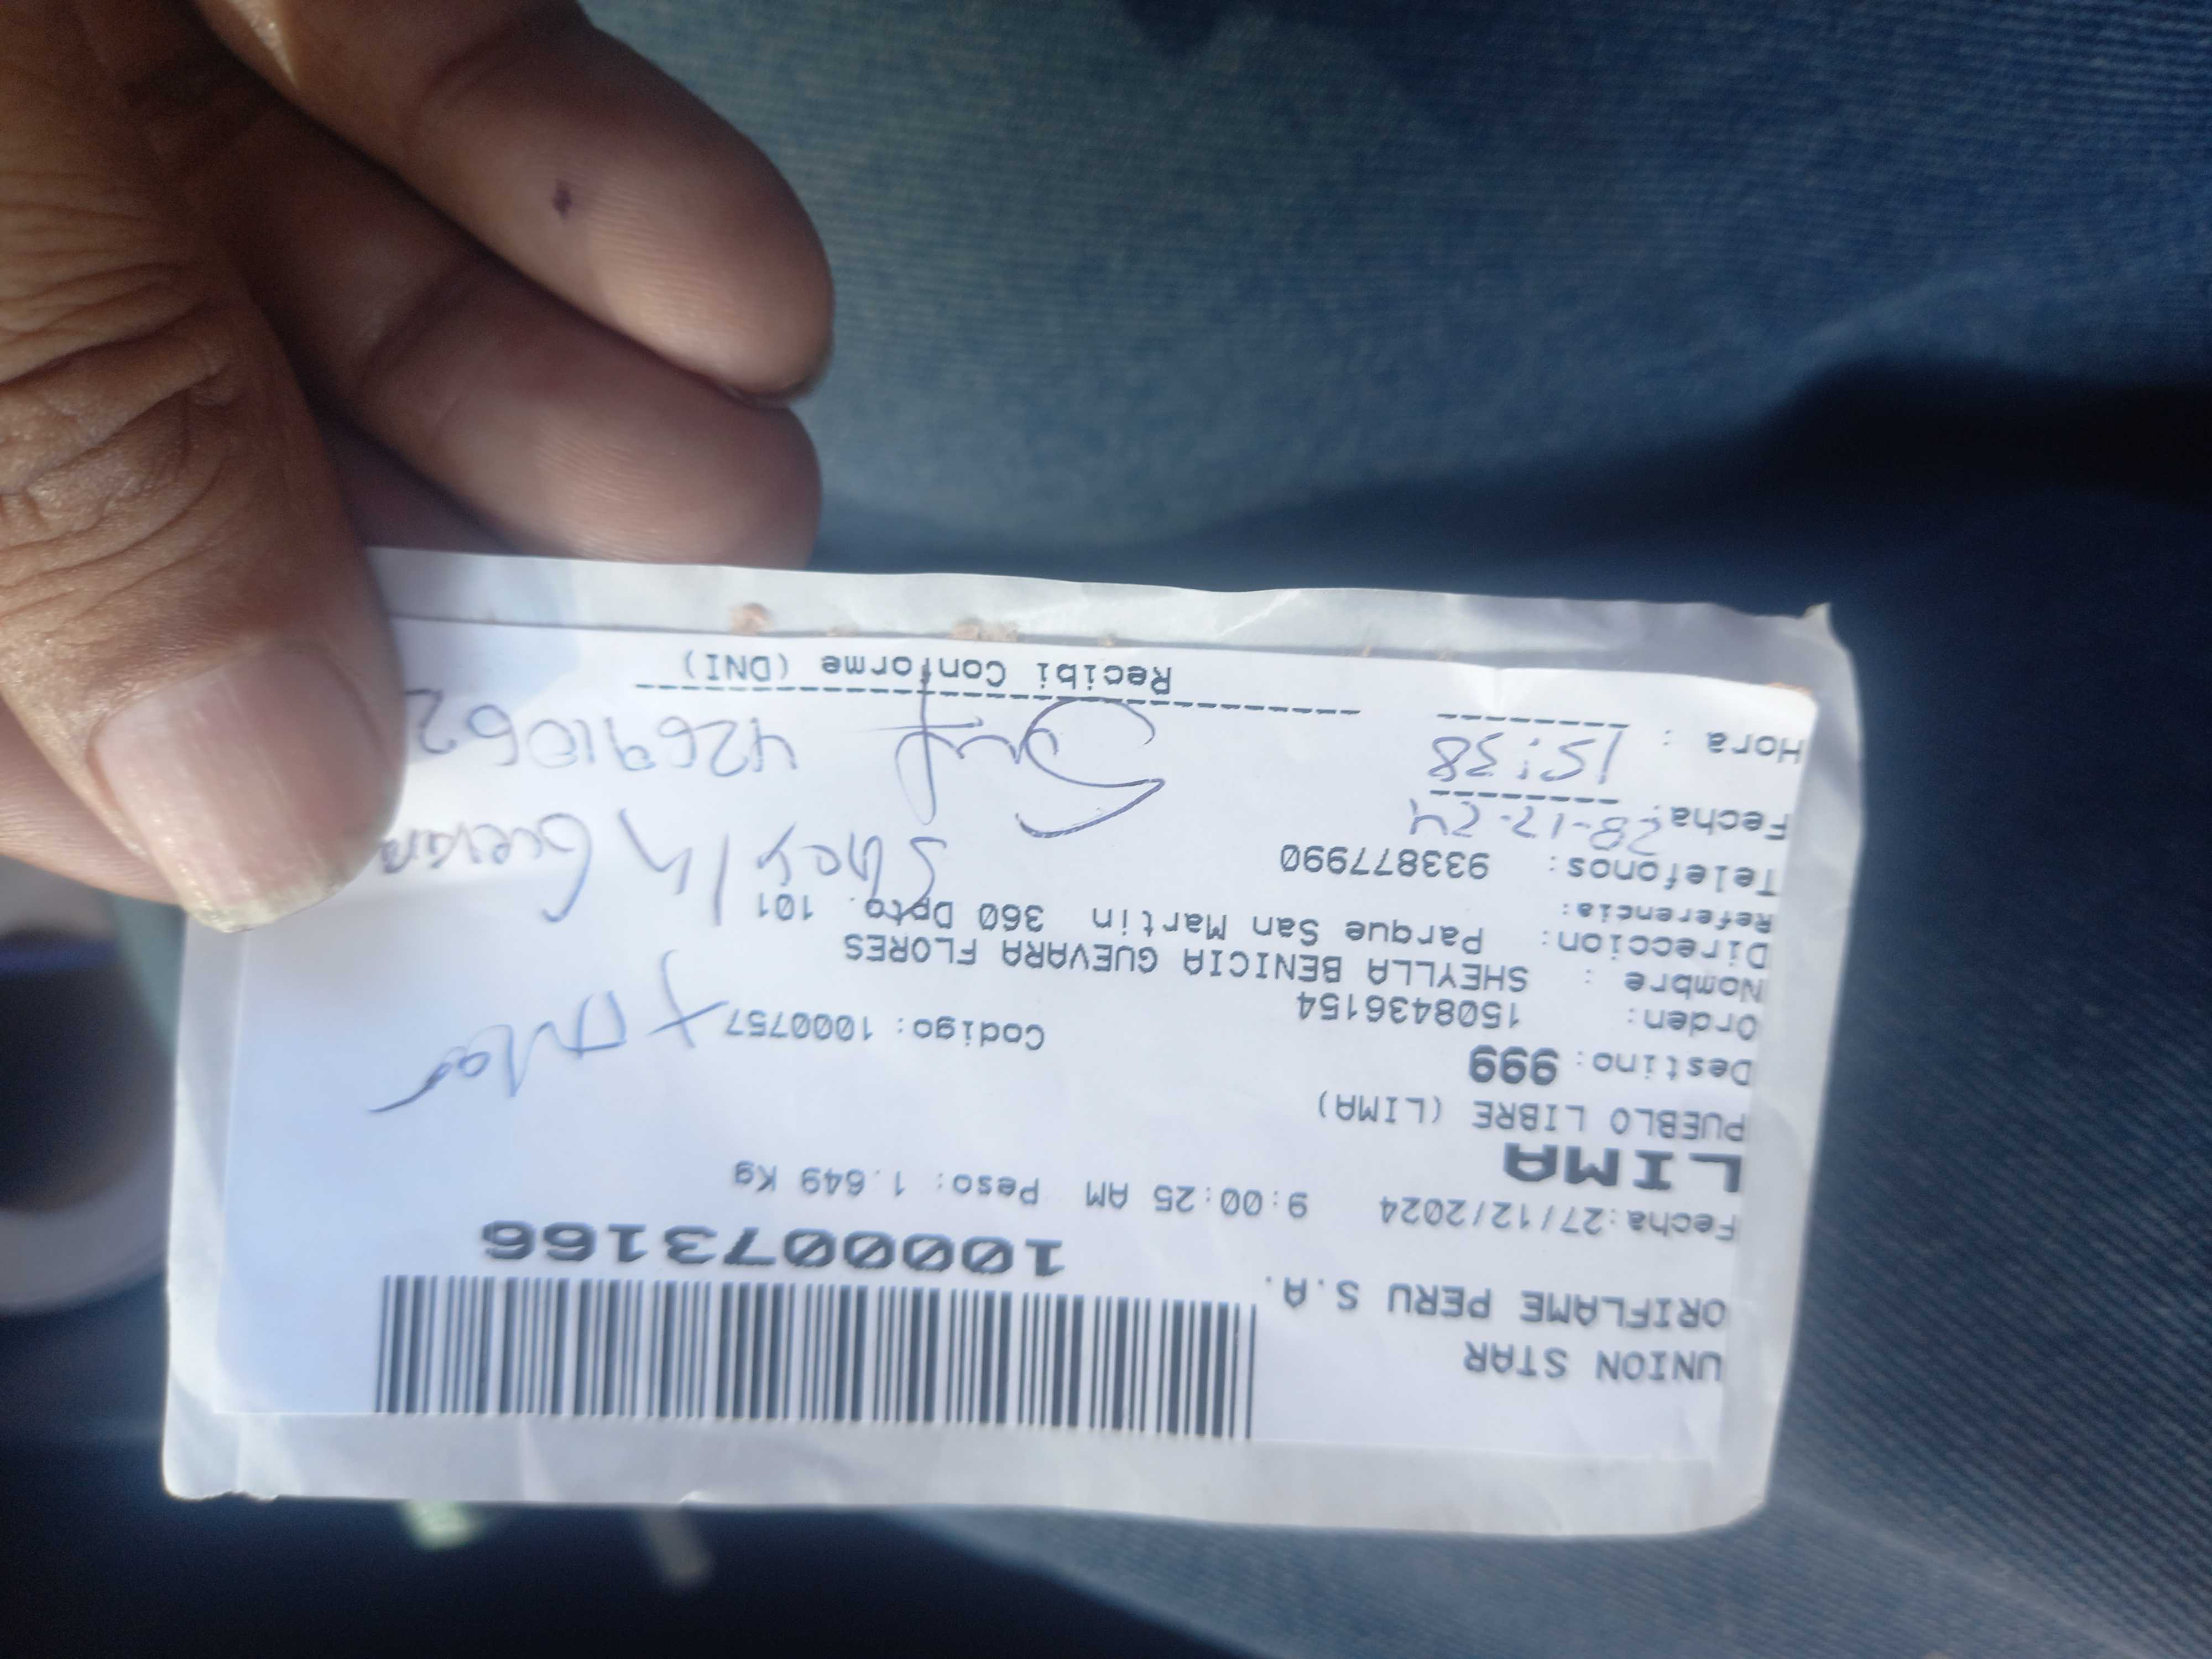 UNION STAR
ORIFLAME PERU S.A.
1000073166
Fecha:27/12/2024 9:00:25 AM Peso: 1.649 Kg
LIMA
PUEBLO LIBRE (LIMA)
Destino: 999
Orden: 1508436154 Codigo: 1000757
Nombre : SHEYLLA BENICIA GUEVARA FLORES
Direccion: Parque San Martin 360 Dpto. 101
Referencia:
Telefonos: 933877990
Fecha: 28-12-24
Hora : 15:38
42691062
Recibi Conforme (DNI)